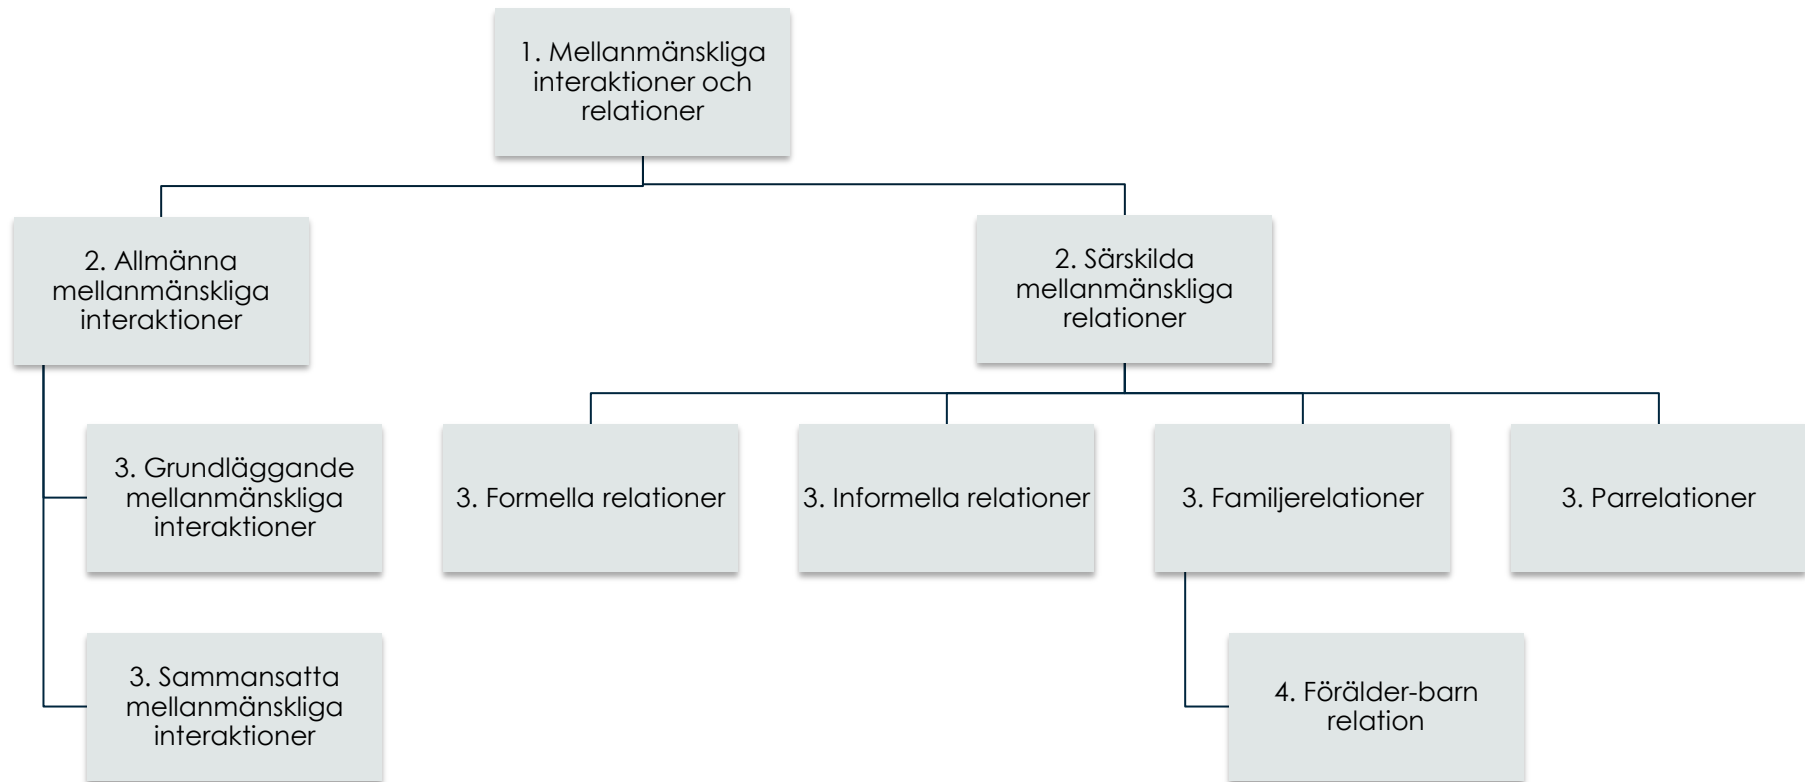 1. Mellanmänskliga
interaktioner och
relationer
2. Allmänna
mellanmänskliga
interaktioner
2. Särskilda
mellanmänskliga
relationer
3. Grundläggande
mellanmänskliga
interaktioner
3. Formella relationer
3. Informella relationer
3. Familjerelationer
3. Parrelationer
3. Sammansatta
mellanmänskliga
interaktioner
4. Förälder-barn
relation